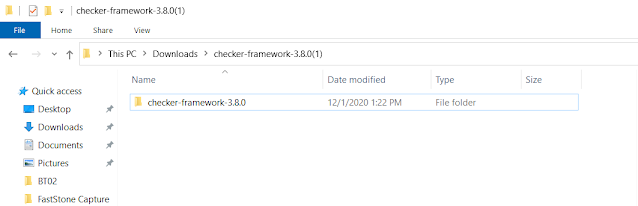 checker-framework-3.8.0(1)
File Home Share View
This PC Downloads checker-framework-3.8.0(1)
Name Date modified Type Size
Quick access
checker-framework-3.8.0 12/1/2020 1:22 PM File folder
Desktop
Downloads
Documents
Pictures
BT02
FastStone Capture